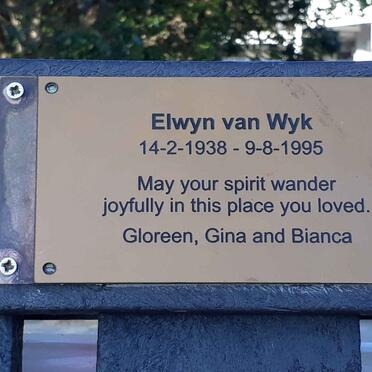 Elwyn van Wyk
14-2-1938 - 9-8-1995
May your spirit wander
joyfully in this place you loved.
Gloreen, Gina and Bianca